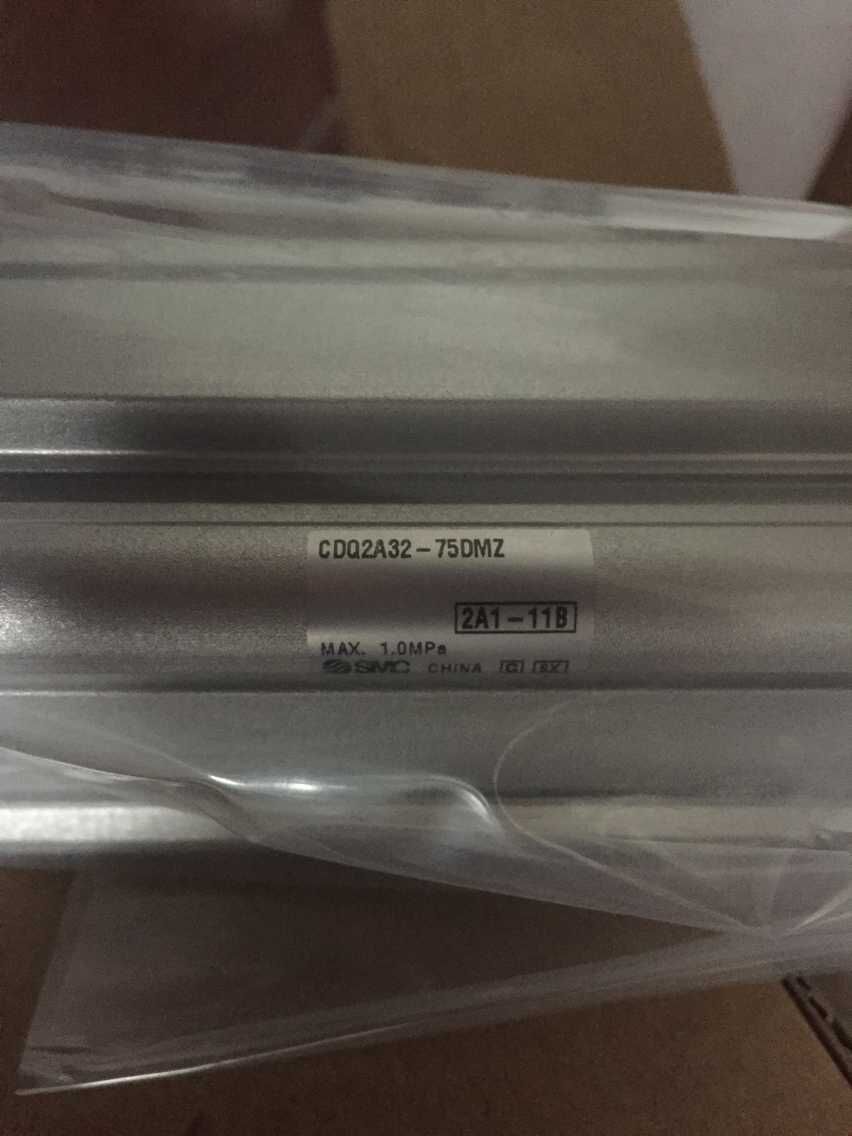 CDQ2A32-75DMZ
2A1-11B
MAX. 1.0MPa
SMC CHINA G